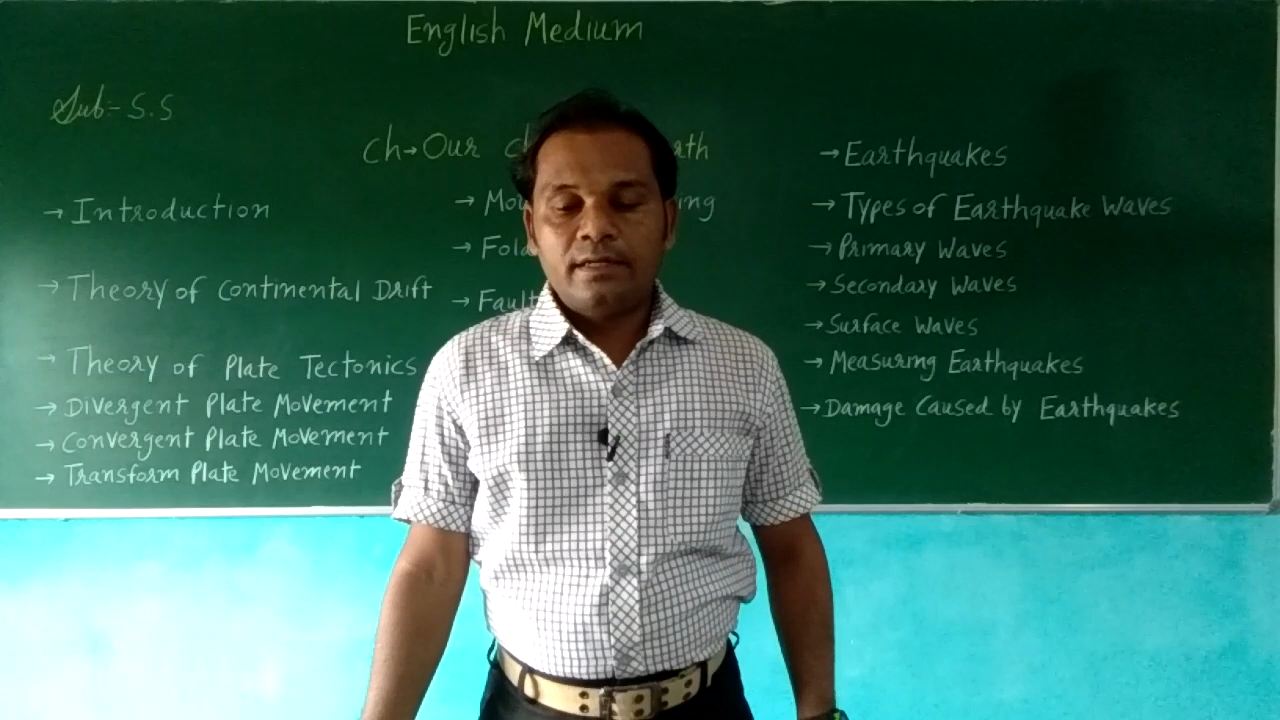 English Medium
Sub:- S.S
ch→Our
→Introduction
→Theory of Continental Drift
→Theory of Plate Tectonics
→Divergent Plate Movement
→Convergent Plate Movement
→Transform Plate Movement
→
→
→
→Earthquakes
→Types of Earthquake Waves
→Primary Waves
→Secondary Waves
→Surface Waves
→Measuring Earthquakes
→Damage Caused by Earthquakes